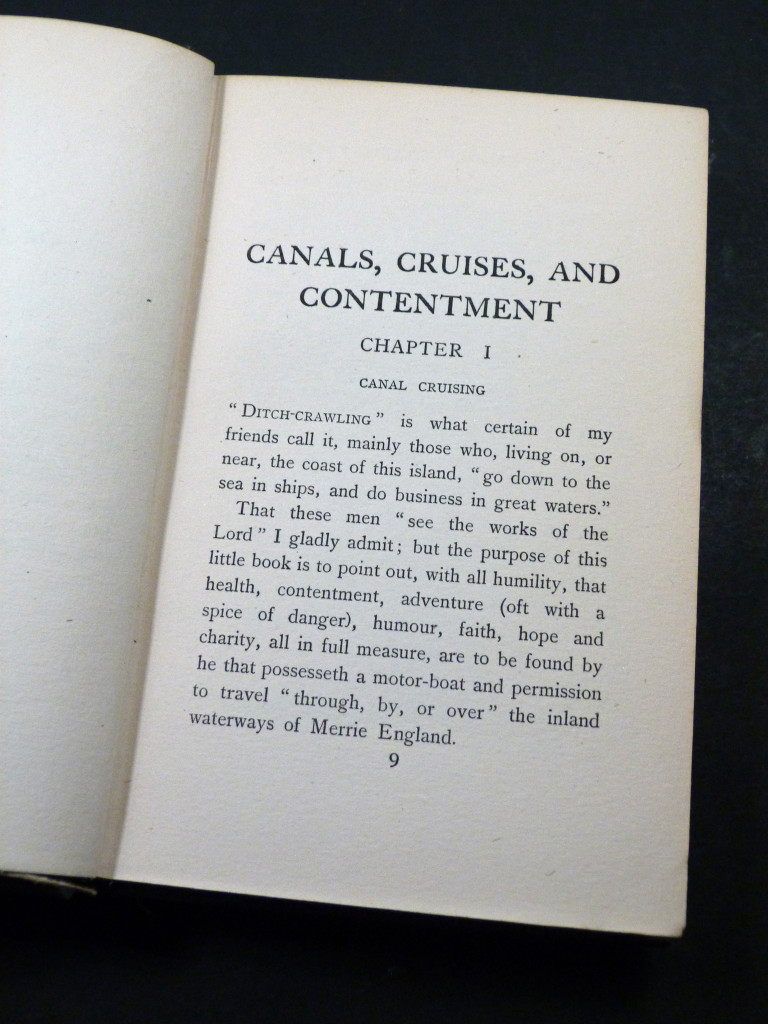 CANALS, CRUISES, AND
CONTENTMENT
CHAPTER I
CANAL CRUISING
“DITCH-CRAWLING” is what certain of my
friends call it, mainly those who, living on, or
near, the coast of this island, “go down to the
sea in ships, and do business in great waters.”
That these men “see the works of the
Lord” I gladly admit; but the purpose of this
little book is to point out, with all humility, that
health, contentment, adventure (oft with a
spice of danger), humour, faith, hope and
charity, all in full measure, are to be found by
he that possesseth a motor-boat and permission
to travel “through, by, or over” the inland
waterways of Merrie England.
9